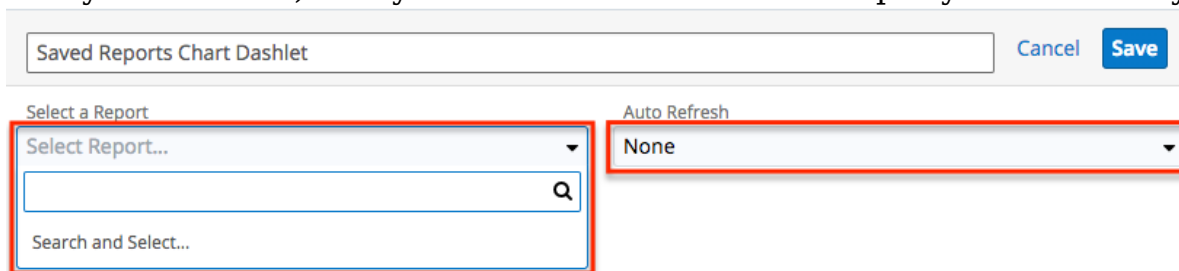 Saved Reports Chart Dashlet Cancel Save
Select a Report Auto Refresh
Select Report... None
Search and Select...